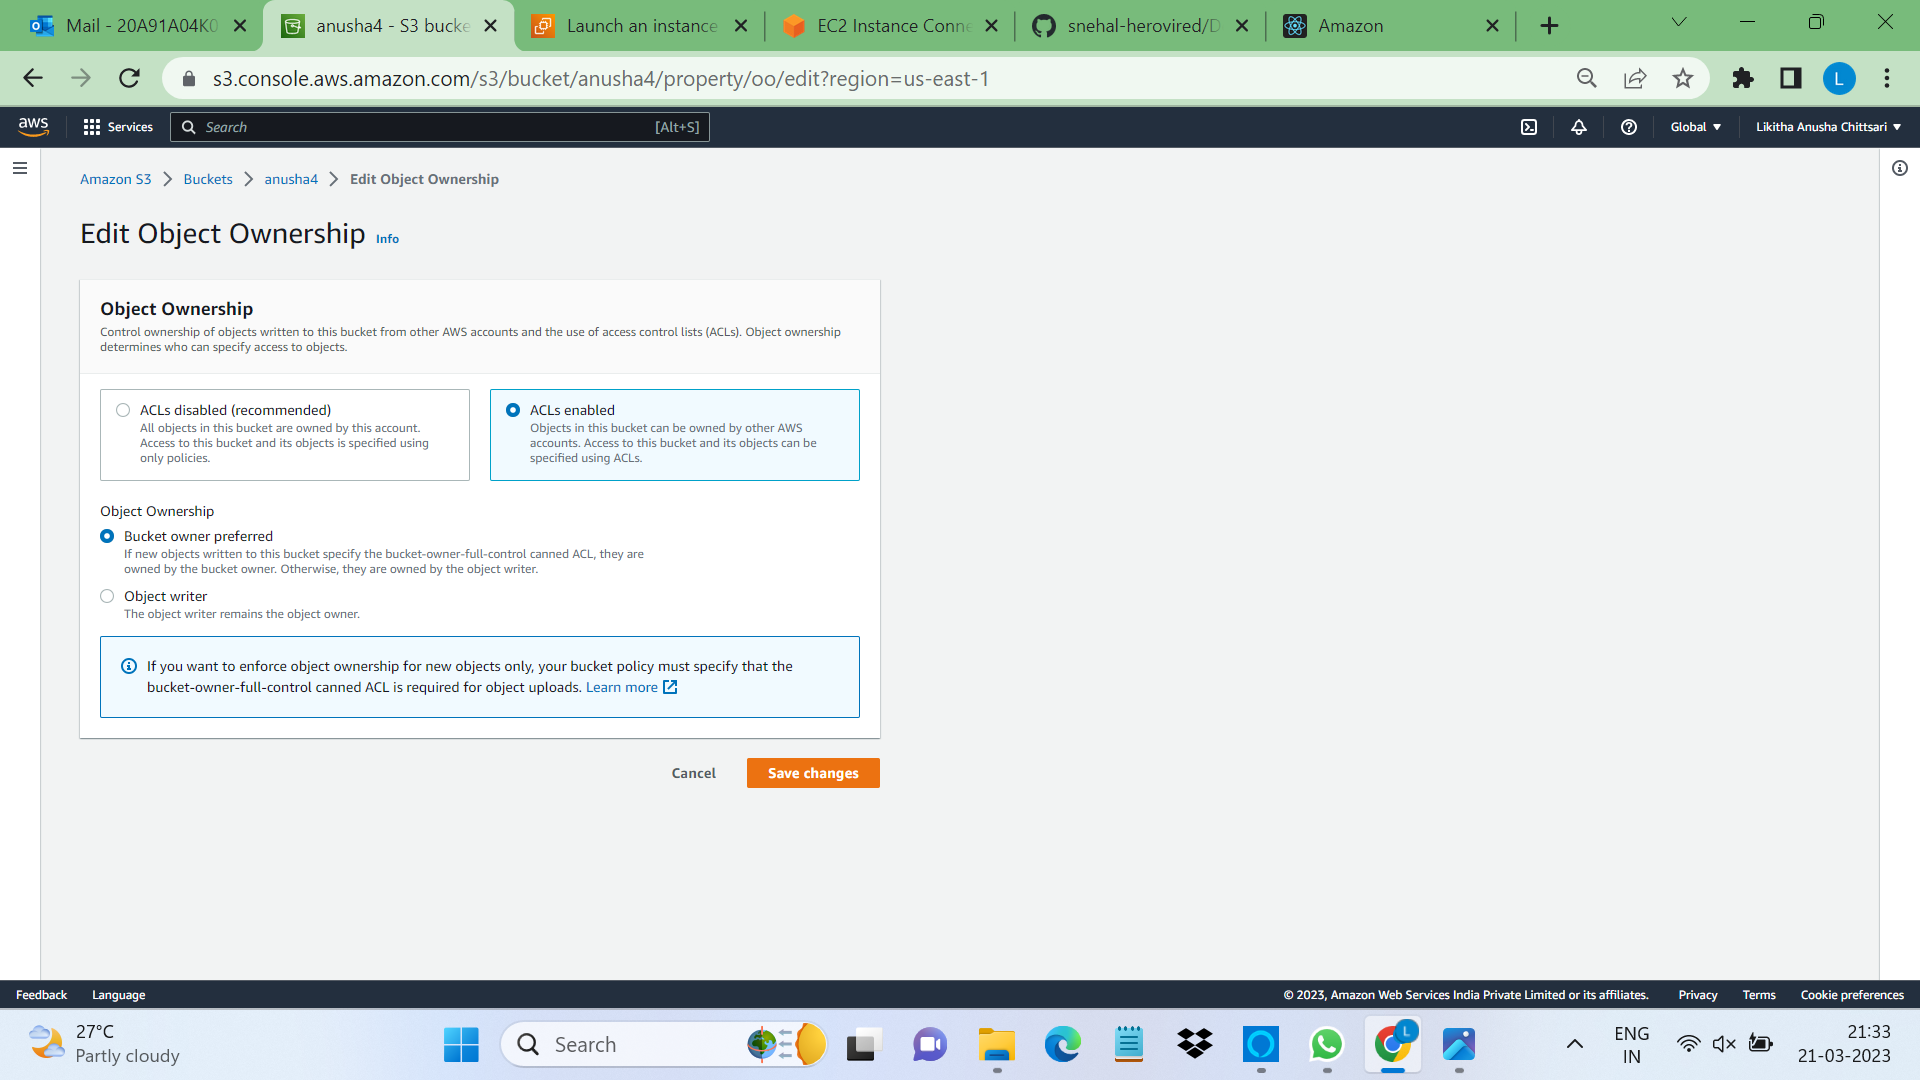 Mail - 20A91A04K0
anusha4 - S3 bucke
Launch an instance
EC2 Instance Conne
snehal-herovired/D
Amazon
s3.console.aws.amazon.com/s3/bucket/anusha4/property/oo/edit?region=us-east-1
L
aws
Services
Search
[Alt+S]
Global
Likitha Anusha Chittsari
Amazon S3
Buckets
anusha4
Edit Object Ownership
Edit Object Ownership Info
Object Ownership
Control ownership of objects written to this bucket from other AWS accounts and the use of access control lists (ACLs). Object ownership
determines who can specify access to objects.
ACLs disabled (recommended)
All objects in this bucket are owned by this account.
Access to this bucket and its objects is specified using
only policies.
ACLs enabled
Objects in this bucket can be owned by other AWS
accounts. Access to this bucket and its objects can be
specified using ACLs.
Object Ownership
Bucket owner preferred
If new objects written to this bucket specify the bucket-owner-full-control canned ACL, they are
owned by the bucket owner. Otherwise, they are owned by the object writer.
Object writer
The object writer remains the object owner.
If you want to enforce object ownership for new objects only, your bucket policy must specify that the
bucket-owner-full-control canned ACL is required for object uploads. Learn more
Cancel
Save changes
Feedback
Language
© 2023, Amazon Web Services India Private Limited or its affiliates.
Privacy
Terms
Cookie preferences
27°C
Partly cloudy
Search
L
ENG
IN
21:33
21-03-2023